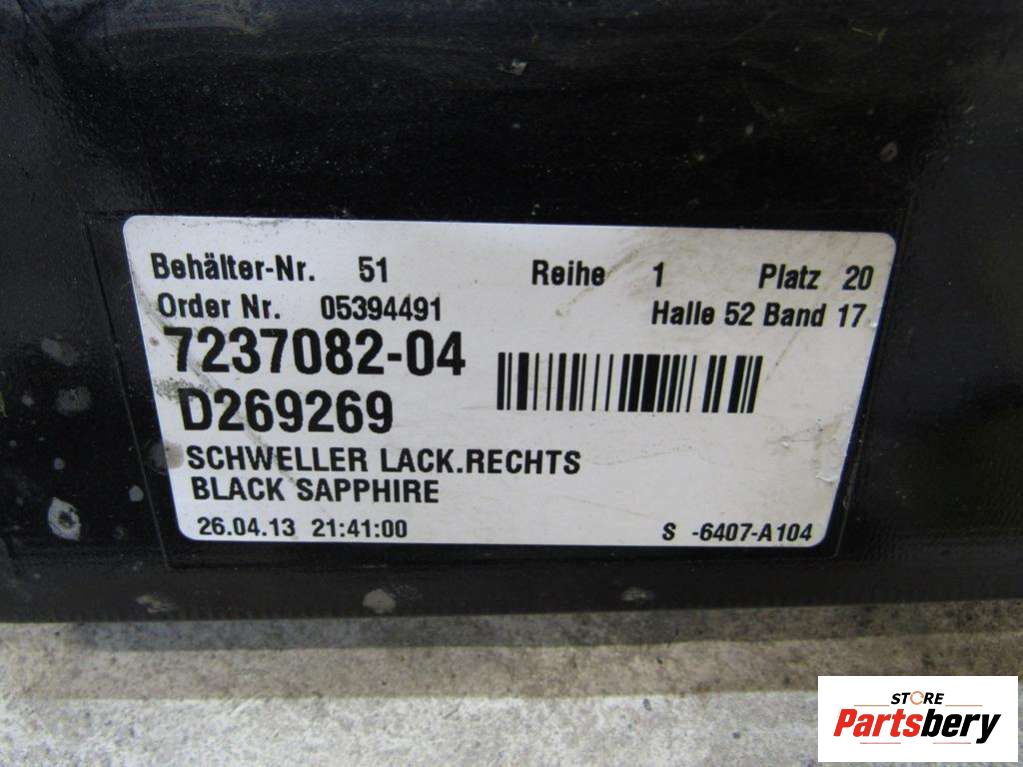 Behälter-Nr. 51 Reihe 1 Platz 20
Order Nr. 05394491 Halle 52 Band 17
7237082-04
D269269
SCHWELLER LACK.RECHTS
BLACK SAPPHIRE
26.04.13 21:41:00 S -6407-A104
STORE
Partsbery